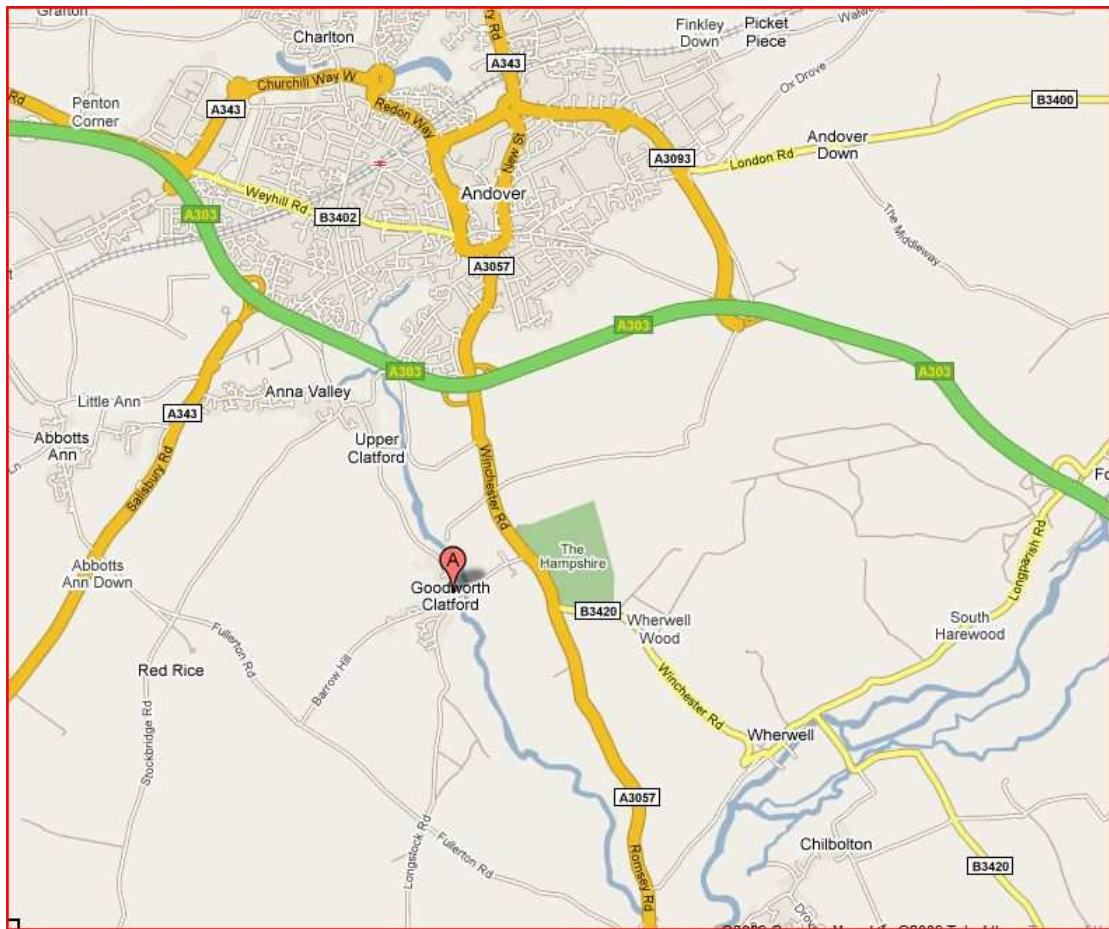 Grafton
Charlton
ry Rd
Finkley
Down
Picket
Piece
A343
Churchill Way W
Ox Drove
Rd
Penton
Corner
A343
Redon Way
B3400
New St
Andover
Down
A3093
London Rd
Weyhill Rd
Andover
A303
B3402
The Middleway
A3057
A303
A303
A303
Anna Valley
Little Ann
A343
Abbotts
Ann
Upper
Clatford
Salisbury Rd
Winchester Rd
Fo
Longparish Rd
The
Hampshire
A
Abbotts
Ann Down
Goodworth
Clatford
B3420
Wherwell
Wood
South
Harewood
Fullerton Rd
Red Rice
Barrow Hill
Winchester Rd
Stockbridge Rd
Wherwell
A3057
Longstock Rd
Fullerton Rd
Romsey Rd
Chilbolton
B3420